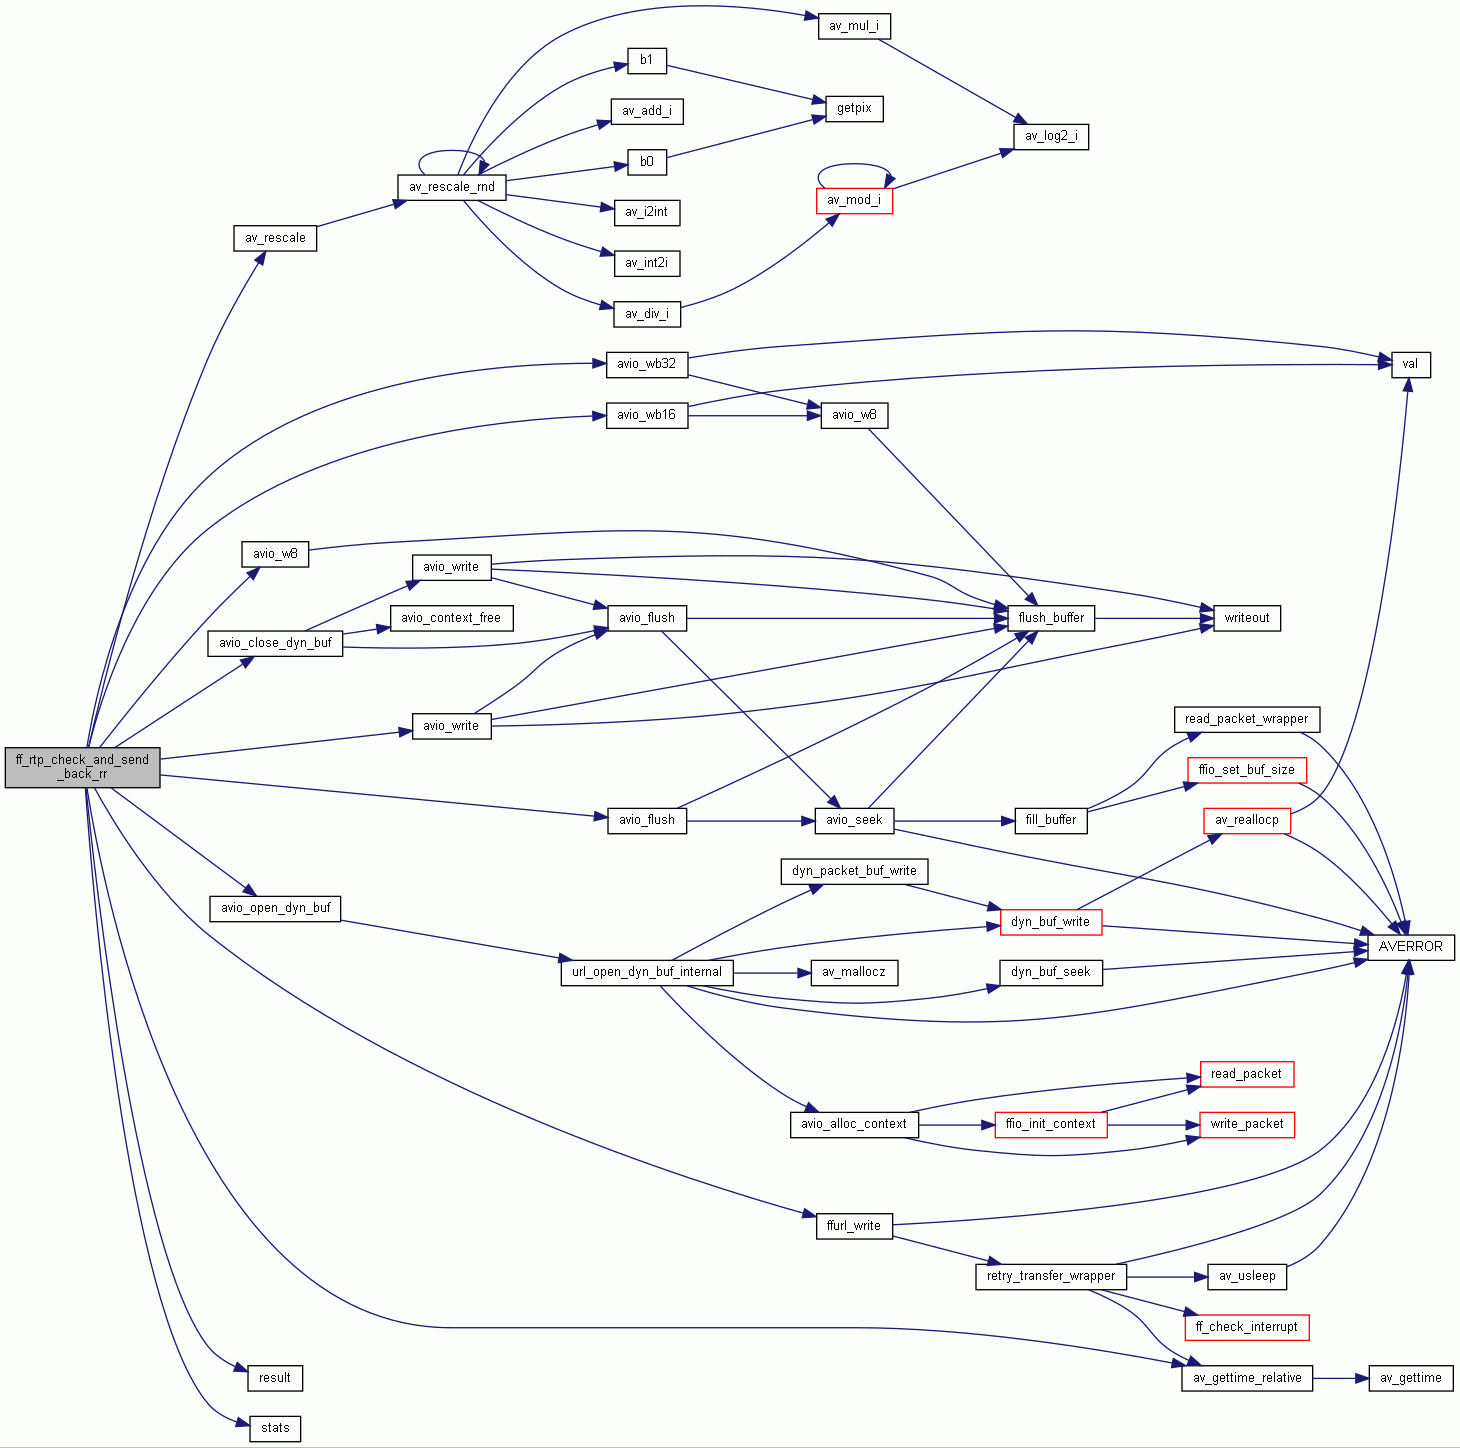 av_mul_i
b1
getpix
av_add_i
av_log2_i
b0
av_rescale_rnd
av_mod_i
av_i2int
av_rescale
av_int2i
av_div_i
avio_wb32
val
avio_wb16
avio_w8
avio_w8
avio_write
avio_context_free
avio_flush
flush_buffer
writeout
avio_close_dyn_buf
avio_write
read_packet_wrapper
ff_rtp_check_and_send
_back_rr
ffio_set_buf_size
avio_flush
avio_seek
fill_buffer
av_reallocp
dyn_packet_buf_write
avio_open_dyn_buf
dyn_buf_write
AVERROR
url_open_dyn_buf_internal
av_mallocz
dyn_buf_seek
read_packet
avio_alloc_context
ffio_init_context
write_packet
ffurl_write
retry_transfer_wrapper
av_usleep
ff_check_interrupt
result
av_gettime_relative
av_gettime
stats